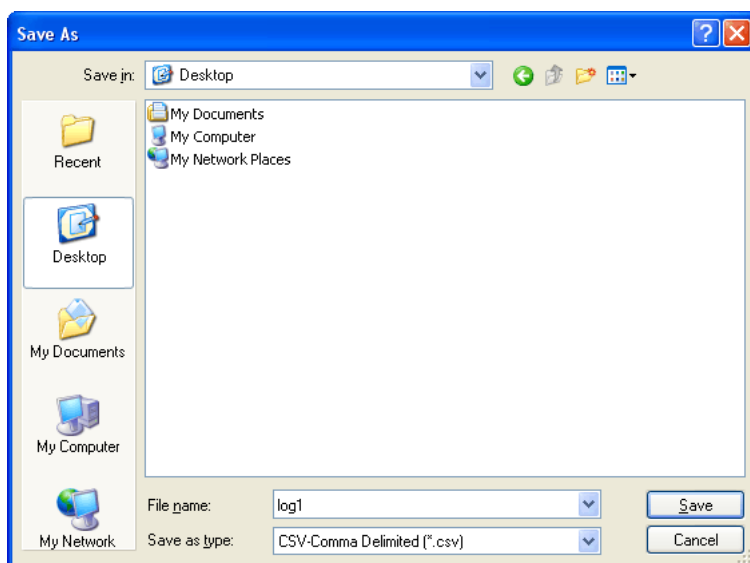 Save As
Save in: Desktop
My Documents
My Computer
My Network Places
Recent
Desktop
My Documents
My Computer
My Network
File name: log1 Save
Save as type: CSV-Comma Delimited (*.csv) Cancel